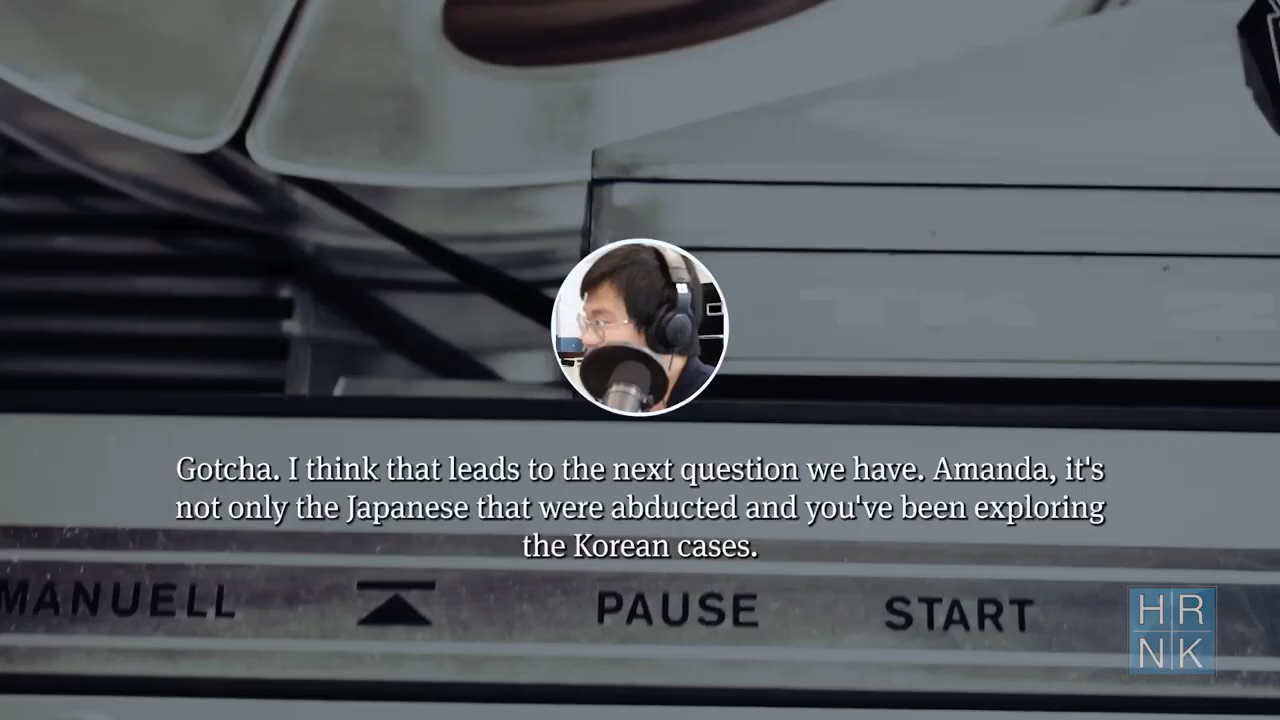 Gotcha. I think that leads to the next question we have. Amanda, it's
not only the Japanese that were abducted and you've been exploring
the Korean cases.
MANUELL PAUSE START
HR
NK